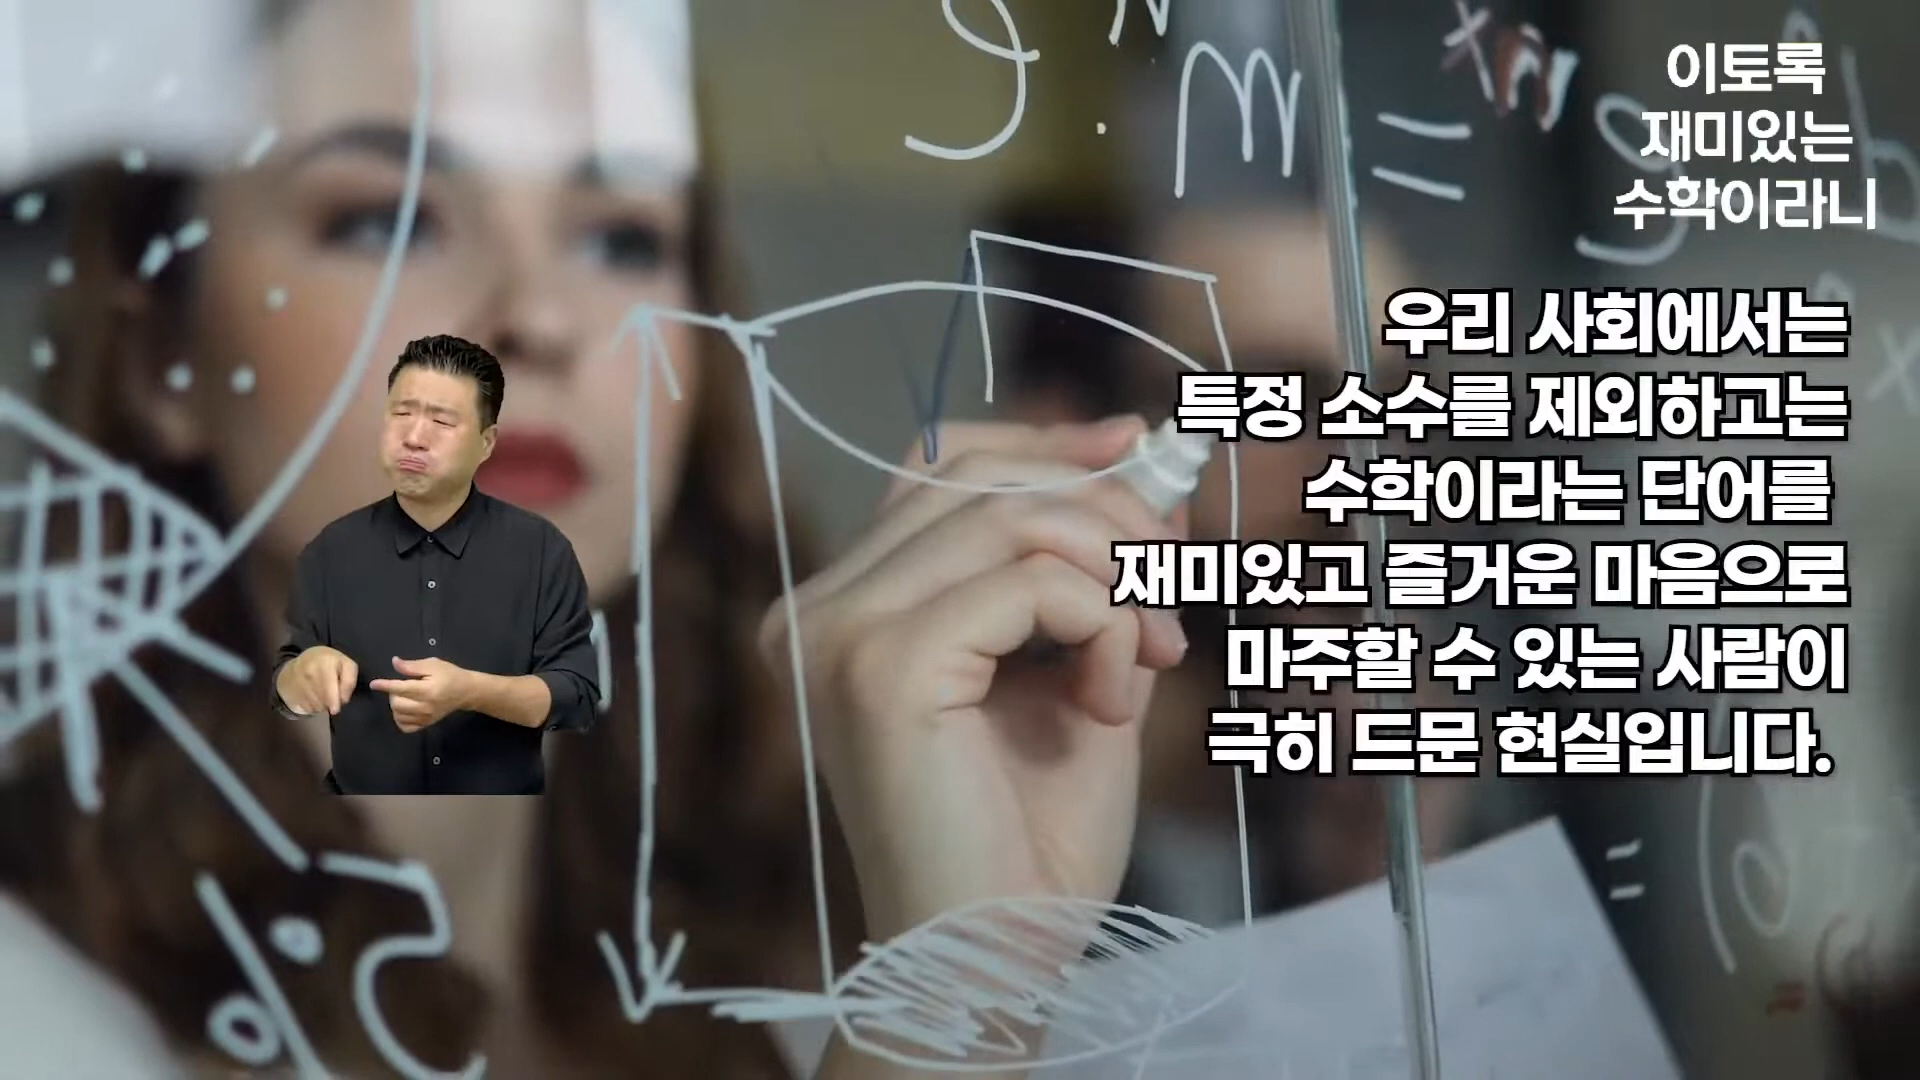 이토록
재미있는
수학이라니
우리 사회에서는
특정 소수를 제외하고는
수학이라는 단어를
재미있고 즐거운 마음으로
마주할 수 있는 사람이
극히 드문 현실입니다.